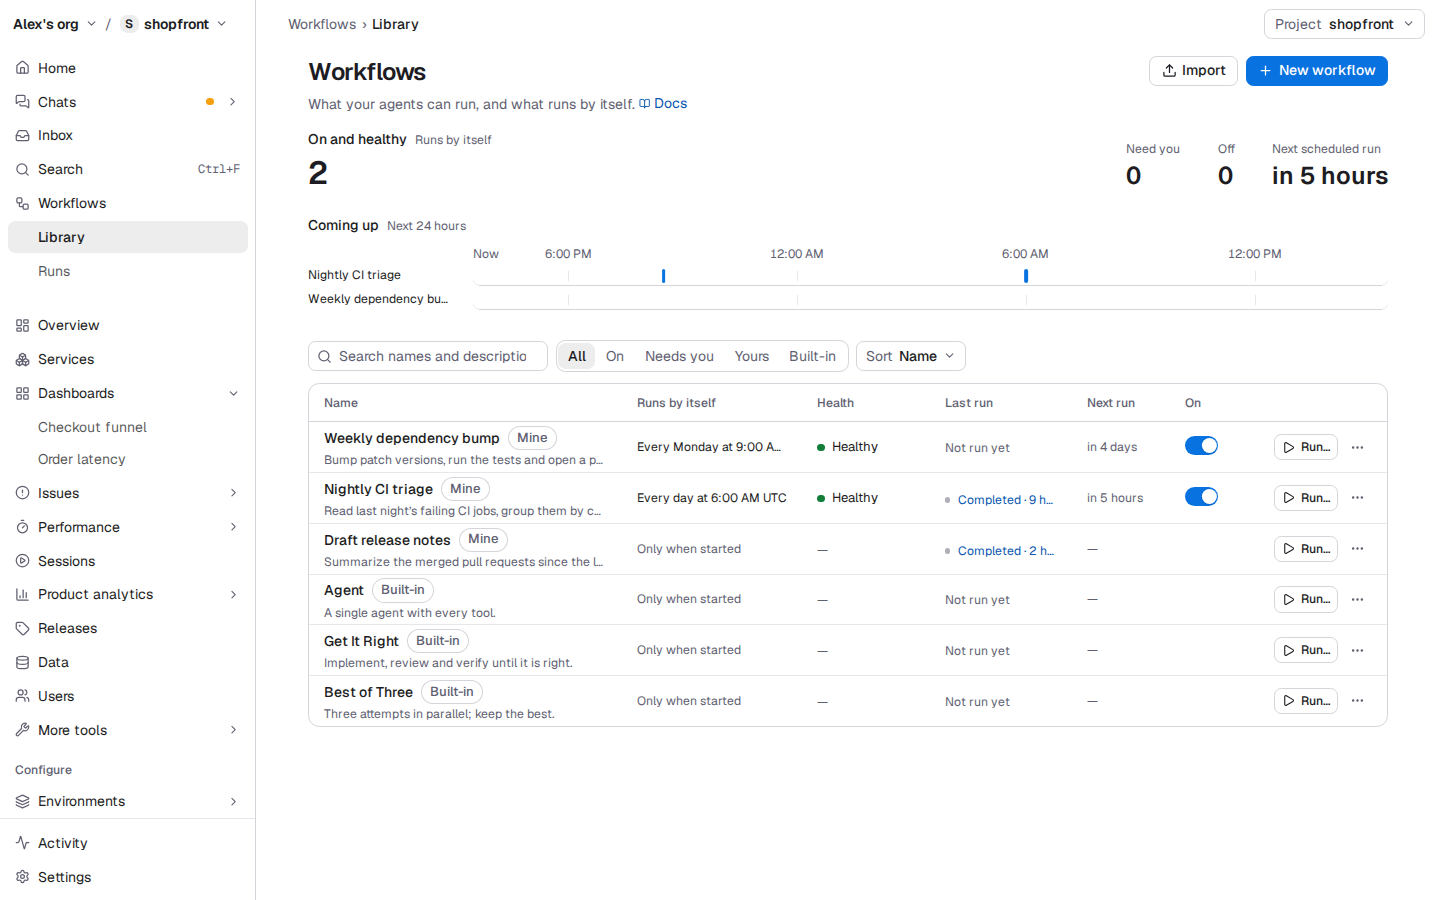 Alex's org / S shopfront
Workflows › Library
Project shopfront
Home
Chats
Inbox
Search Ctrl+F
Workflows
Library
Runs
Overview
Services
Dashboards
Checkout funnel
Order latency
Issues
Performance
Sessions
Product analytics
Releases
Data
Users
More tools
Configure
Environments
Activity
Settings
Workflows
Import
New workflow
What your agents can run, and what runs by itself. Docs
On and healthy Runs by itself
2
Need you Off Next scheduled run
0 0 in 5 hours
Coming up Next 24 hours
Now 6:00 PM 12:00 AM 6:00 AM 12:00 PM
Nightly CI triage
Weekly dependency bu…
Search names and descriptio
All On Needs you Yours Built-in
Sort Name
Name Runs by itself Health Last run Next run On
Weekly dependency bump Mine
Bump patch versions, run the tests and open a p…
Every Monday at 9:00 A… Healthy Not run yet in 4 days Run…
Nightly CI triage Mine
Read last night's failing CI jobs, group them by c…
Every day at 6:00 AM UTC Healthy Completed · 9 h… in 5 hours Run…
Draft release notes Mine
Summarize the merged pull requests since the l…
Only when started — Completed · 2 h… — Run…
Agent Built-in
A single agent with every tool.
Only when started — Not run yet — Run…
Get It Right Built-in
Implement, review and verify until it is right.
Only when started — Not run yet — Run…
Best of Three Built-in
Three attempts in parallel; keep the best.
Only when started — Not run yet — Run…